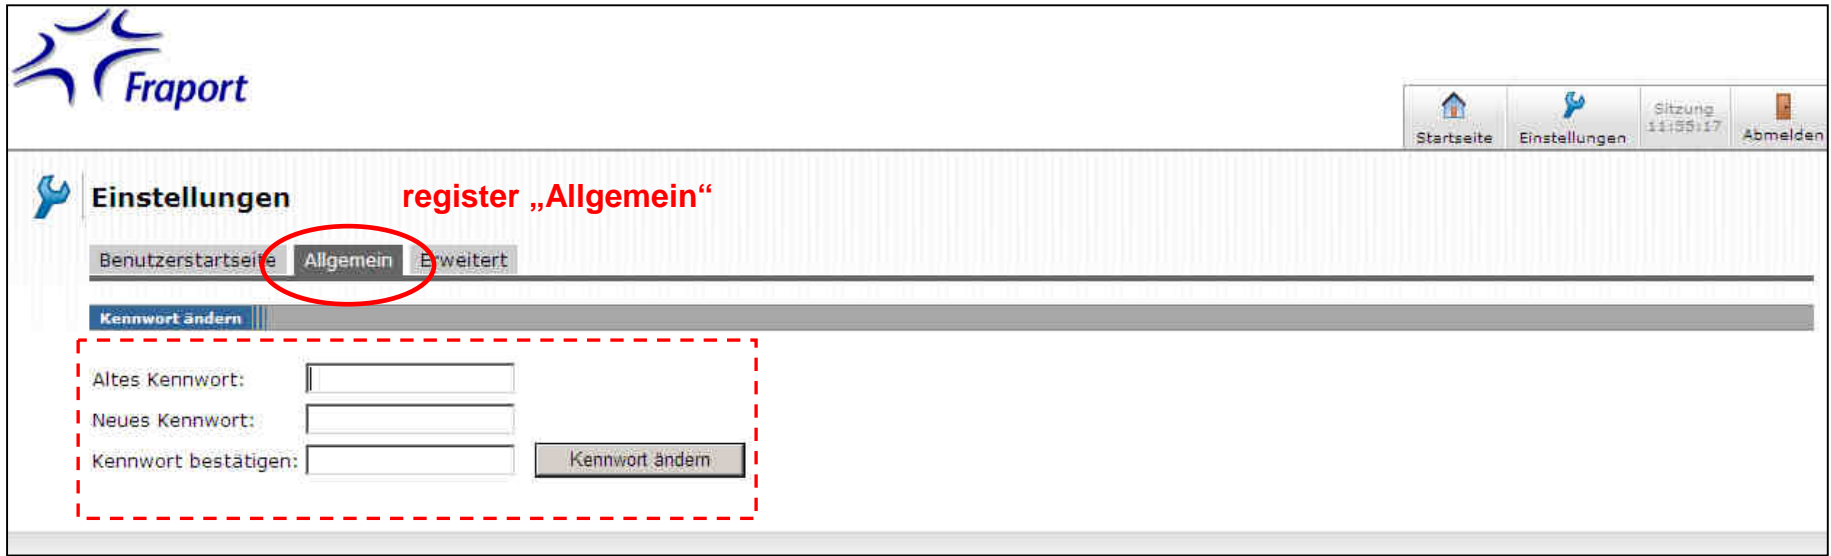 Fraport
Startseite
Einstellungen
Sitzung
11:55:17
Abmelden
Einstellungen
register „Allgemein“
Benutzerstartseite Allgemein Erweitert
Kennwort ändern
Altes Kennwort:
Neues Kennwort:
Kennwort bestätigen: Kennwort ändern